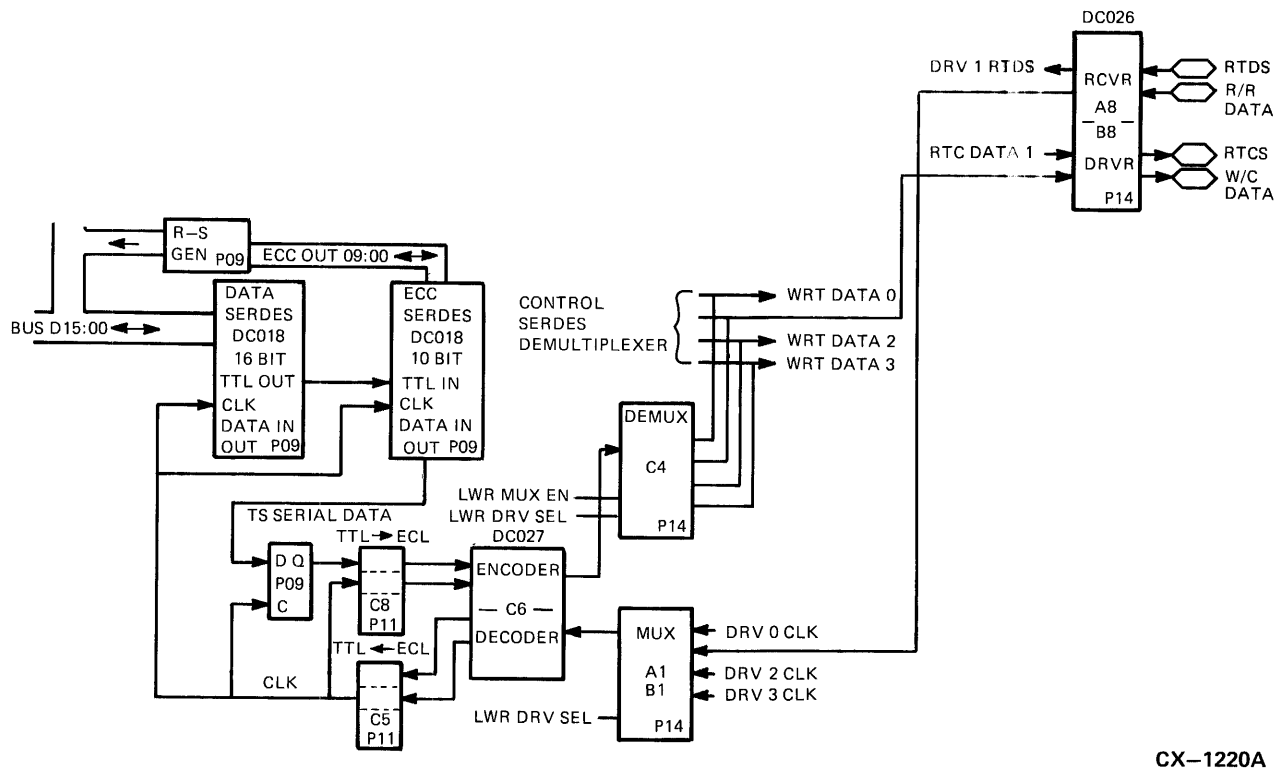 DC026
DRV 1 RTDS
RCVR
A8
B8
DRVR
P14
RTDS
R/R
DATA
RTC DATA 1
RTCS
W/C
DATA
R–S
GEN P09
ECC OUT 09:00
BUS D15:00
DATA
SERDES
DC018
16 BIT
TTL OUT
CLK
DATA IN
OUT P09
ECC
SERDES
DC018
10 BIT
TTL IN
CLK
DATA IN
OUT P09
CONTROL
SERDES
DEMULTIPLEXER
WRT DATA 0
WRT DATA 2
WRT DATA 3
DEMUX
C4
P14
LWR MUX EN
LWR DRV SEL
TS SERIAL DATA
D Q
P09
C
TTL → ECL
C8
P11
DC027
ENCODER
— C6 —
DECODER
TTL ← ECL
C5
P11
CLK
MUX
A1
B1
P14
DRV 0 CLK
DRV 2 CLK
DRV 3 CLK
LWR DRV SEL
CX–1220A